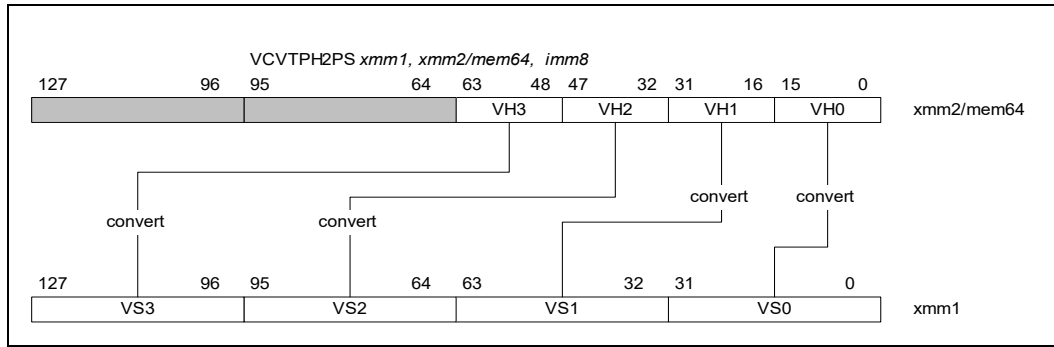 VCVTPH2PS xmm1, xmm2/mem64, imm8
127 96 95 64 63 48 47 32 31 16 15 0
VH3 VH2 VH1 VH0 xmm2/mem64
convert convert convert convert
127 96 95 64 63 32 31 0
VS3 VS2 VS1 VS0 xmm1